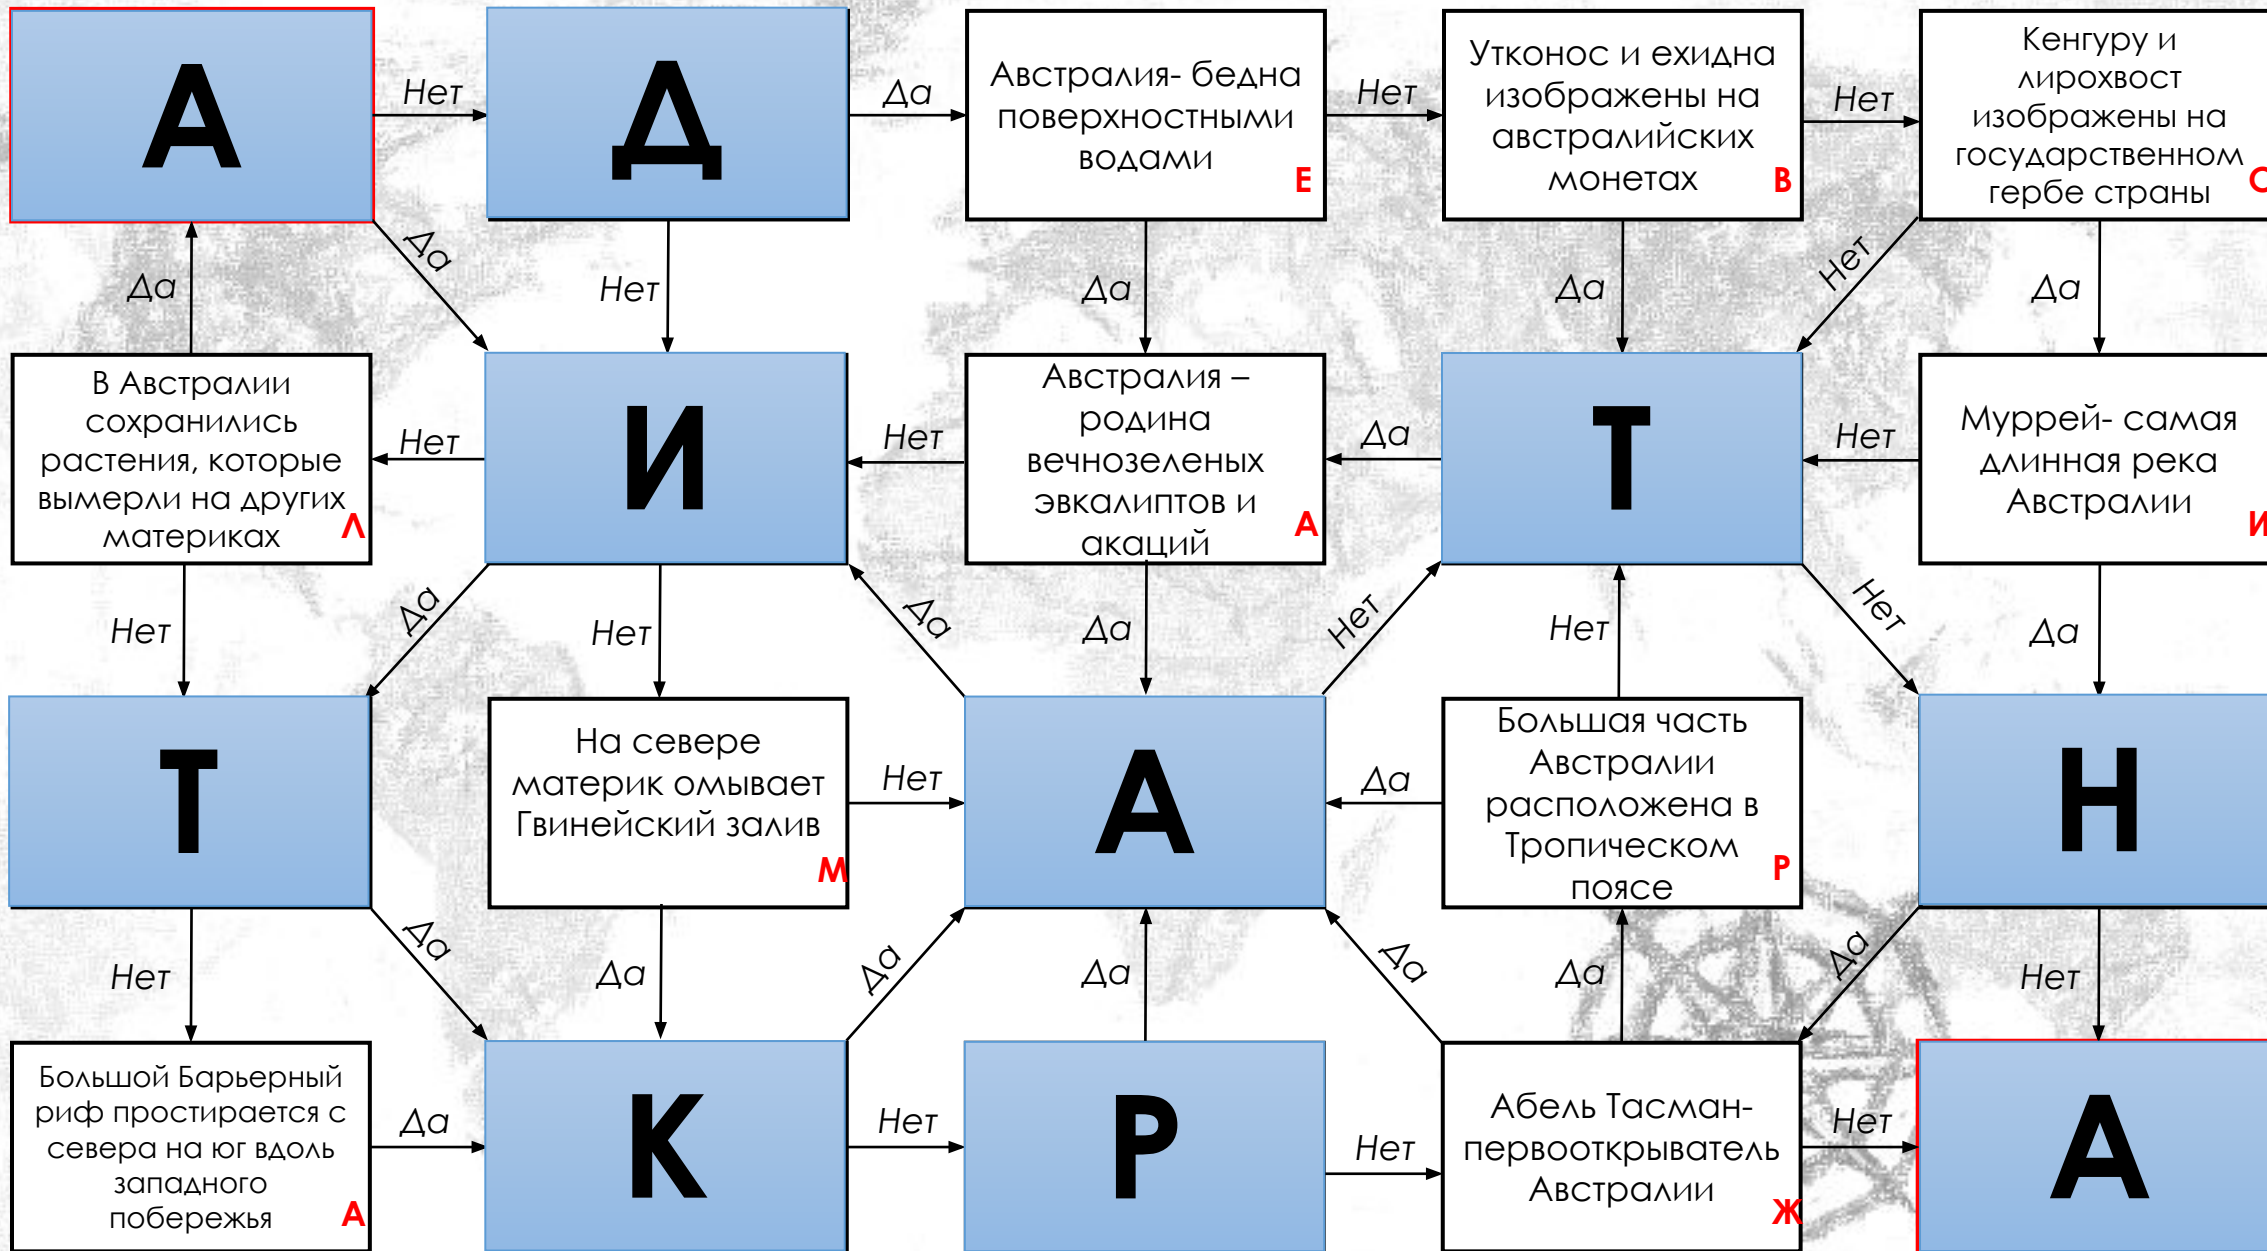 А
Нет
Д
Да
Австралия- бедна
поверхностными
водами
Е
Нет
Утконос и ехидна
изображены на
австралийских
монетах
В
Нет
Кенгуру и
лирохвост
изображены на
государственном
гербе страны
О
Да
Да
Нет
Да
Да
Нет
Да
В Австралии
сохранились
растения, которые
вымерли на других
материках
Л
Нет
И
Нет
Австралия –
родина
вечнозеленых
эвкалиптов и
акаций
А
Да
Т
Нет
Муррей- самая
длинная река
Австралии
И
Нет
Да
Нет
Да
Да
Нет
Нет
Нет
Да
Т
На севере
материк омывает
Гвинейский залив
М
Нет
А
Да
Большая часть
Австралии
расположена в
Тропическом
поясе
Р
Н
Нет
Да
Да
Да
Да
Да
Да
Да
Нет
Большой Барьерный
риф простирается с
севера на юг вдоль
западного
побережья
А
Да
К
Нет
Р
Нет
Абель Тасман-
первооткрыватель
Австралии
Ж
Нет
А